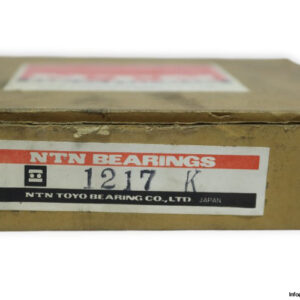 NTN BEARINGS
1217 K
NTN TOYO BEARING CO., LTD JAPAN